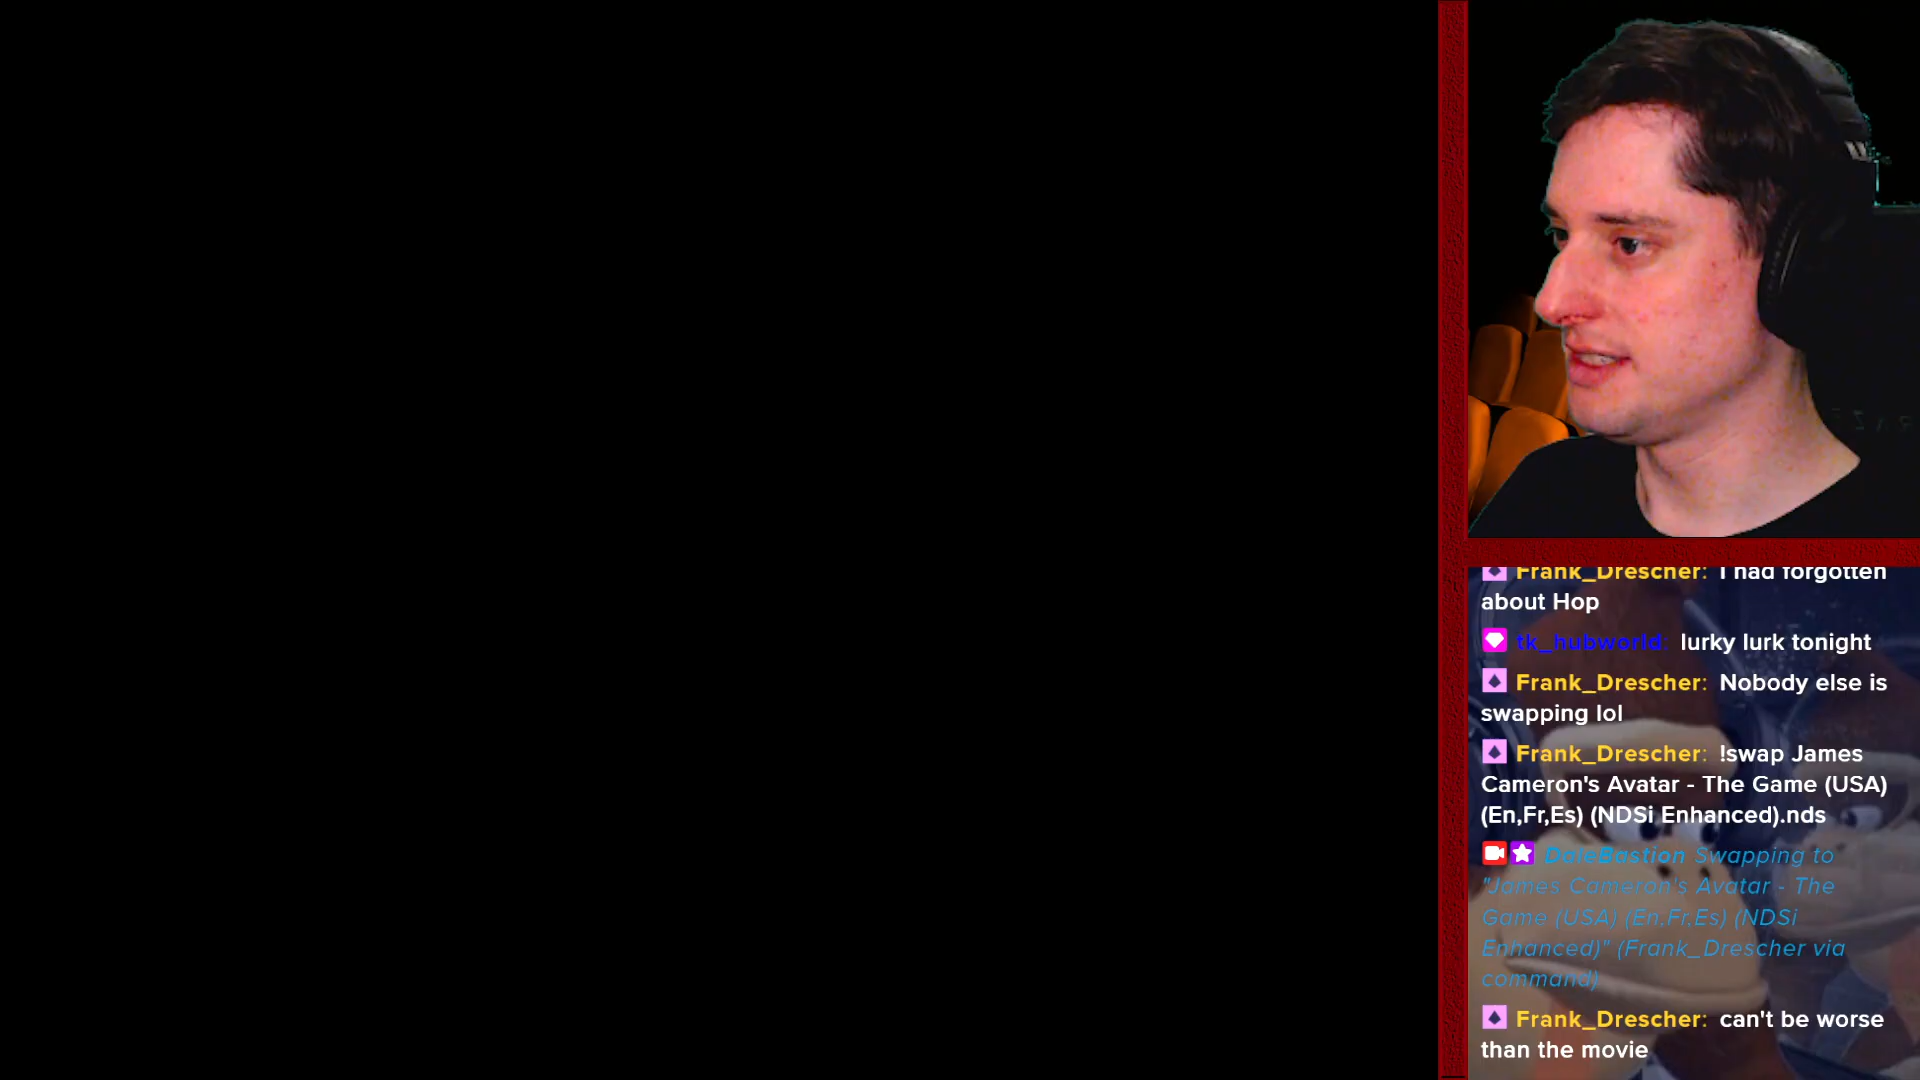 Frank_Drescher: I had forgotten
about Hop
tk_hubworld: lurky lurk tonight
Frank_Drescher: Nobody else is
swapping lol
Frank_Drescher: !swap James
Cameron's Avatar - The Game (USA)
(En,Fr,Es) (NDSi Enhanced).nds
DaleBastion Swapping to
"James Cameron's Avatar - The
Game (USA) (En,Fr,Es) (NDSi
Enhanced)" (Frank_Drescher via
command)
Frank_Drescher: can't be worse
than the movie